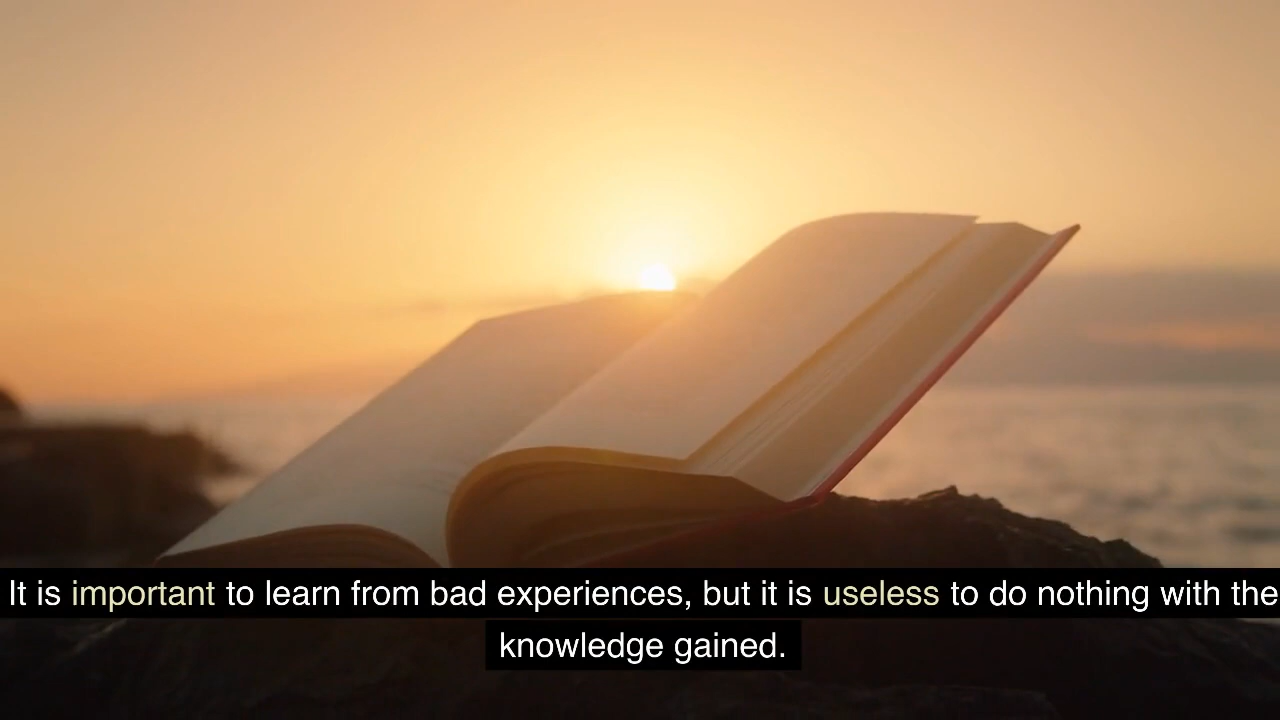 It is important to learn from bad experiences, but it is useless to do nothing with the
knowledge gained.